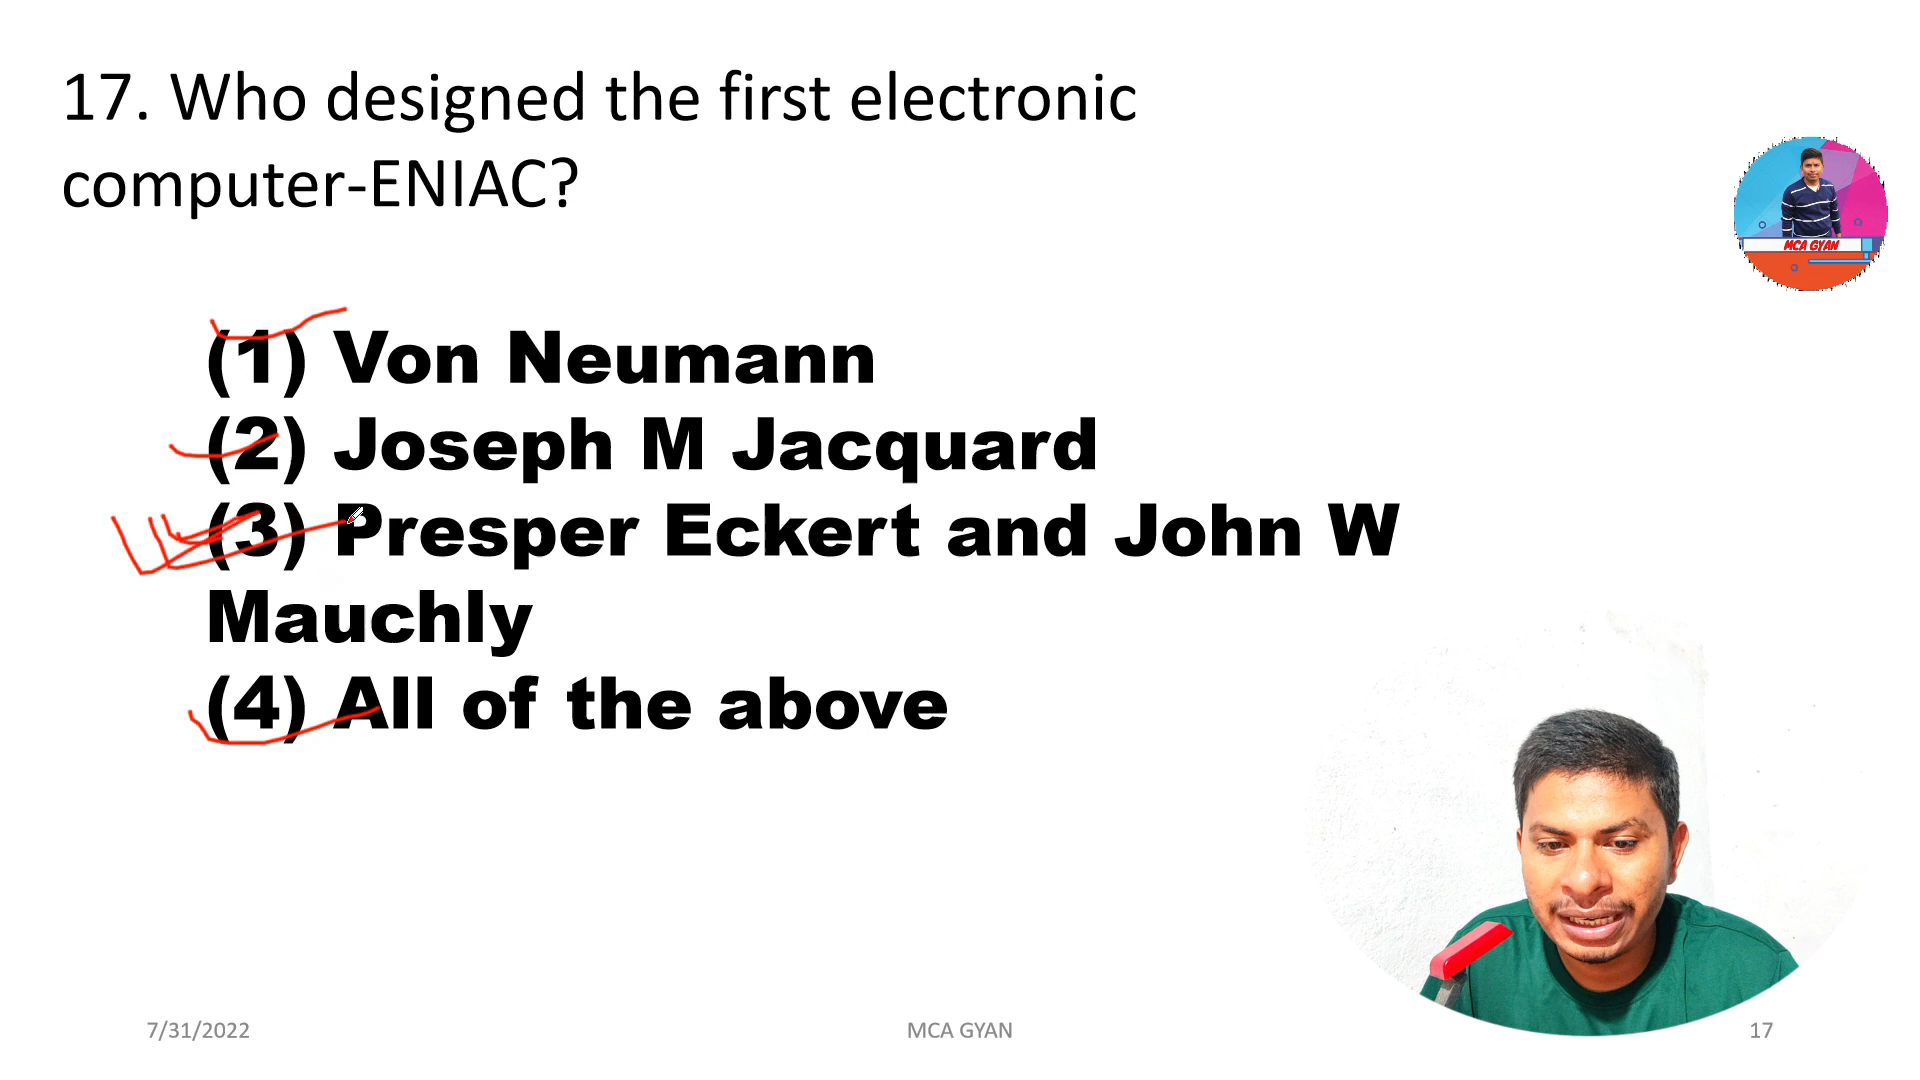 17. Who designed the first electronic
computer-ENIAC?
MCA GYAN
(1) Von Neumann
(2) Joseph M Jacquard
(3) Presper Eckert and John W
Mauchly
(4) All of the above
7/31/2022
MCA GYAN
17